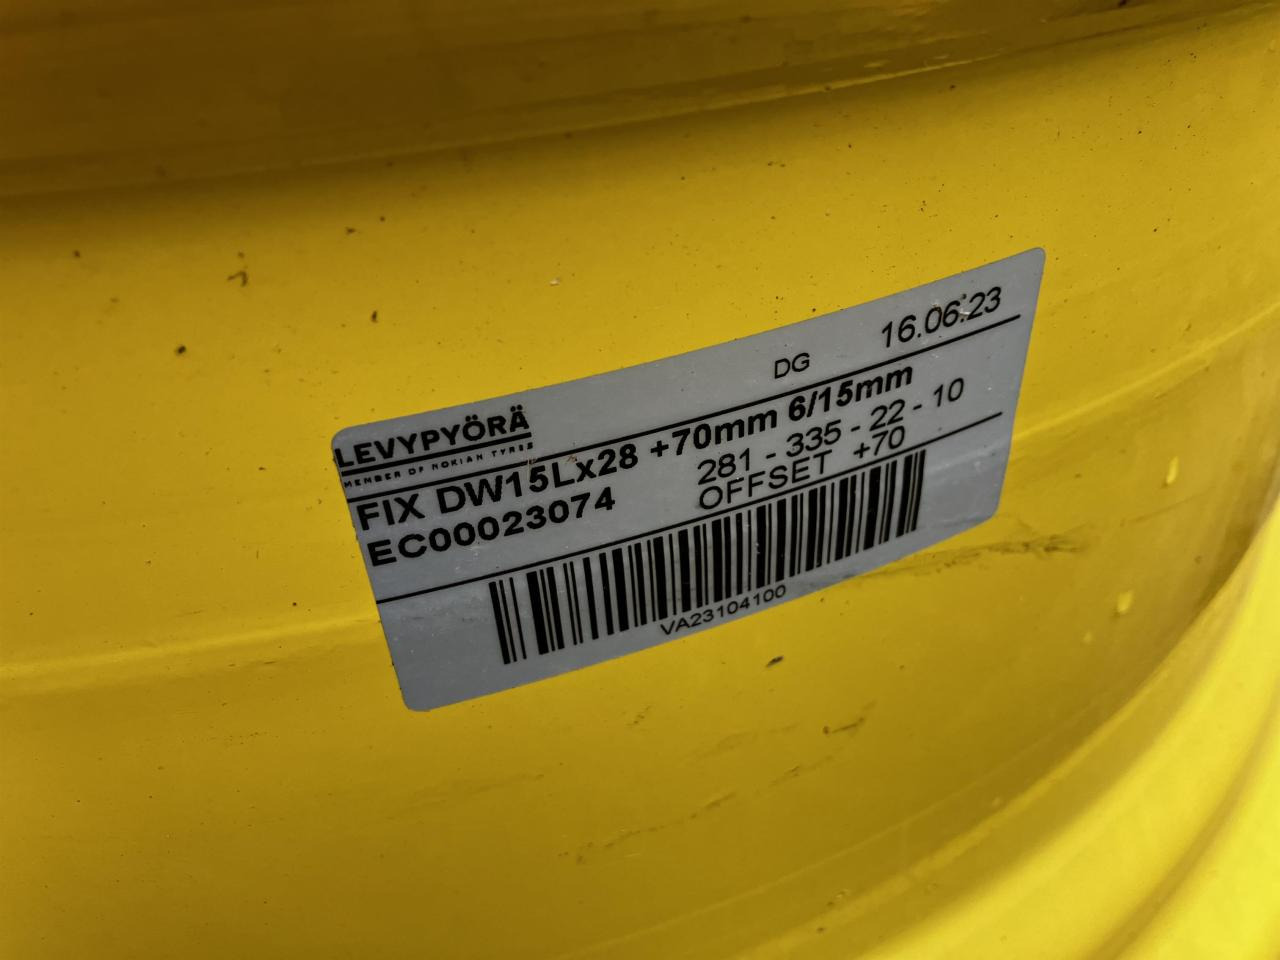 DG 16.06.23
LEVYPYÖRÄ
MEMBER OF NOKIAN TYRES
FIX DW15Lx28 +70mm 6/15mm
EC00023074 281 - 335 - 22 - 10
OFFSET +70
VA23104100